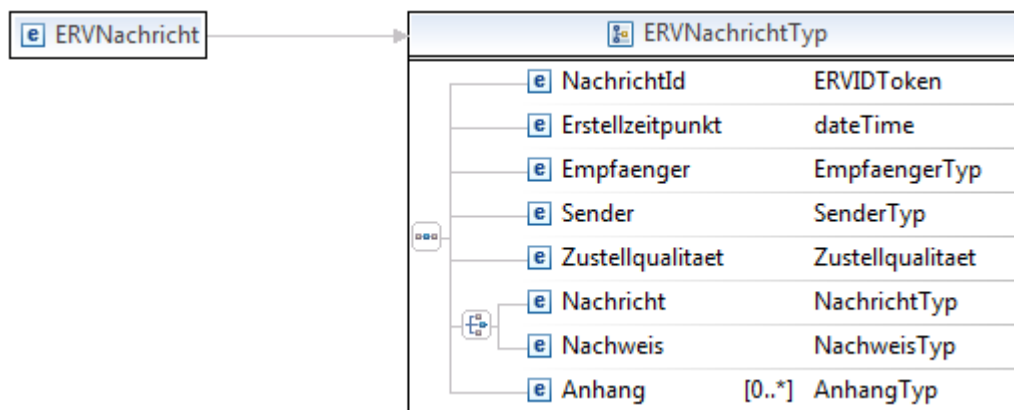 e ERVNachricht
ERVNachrichtTyp
e NachrichtId ERVIDToken
e Erstellzeitpunkt dateTime
e Empfaenger EmpfaengerTyp
e Sender SenderTyp
e Zustellqualitaet Zustellqualitaet
e Nachricht NachrichtTyp
e Nachweis NachweisTyp
e Anhang [0..*] AnhangTyp